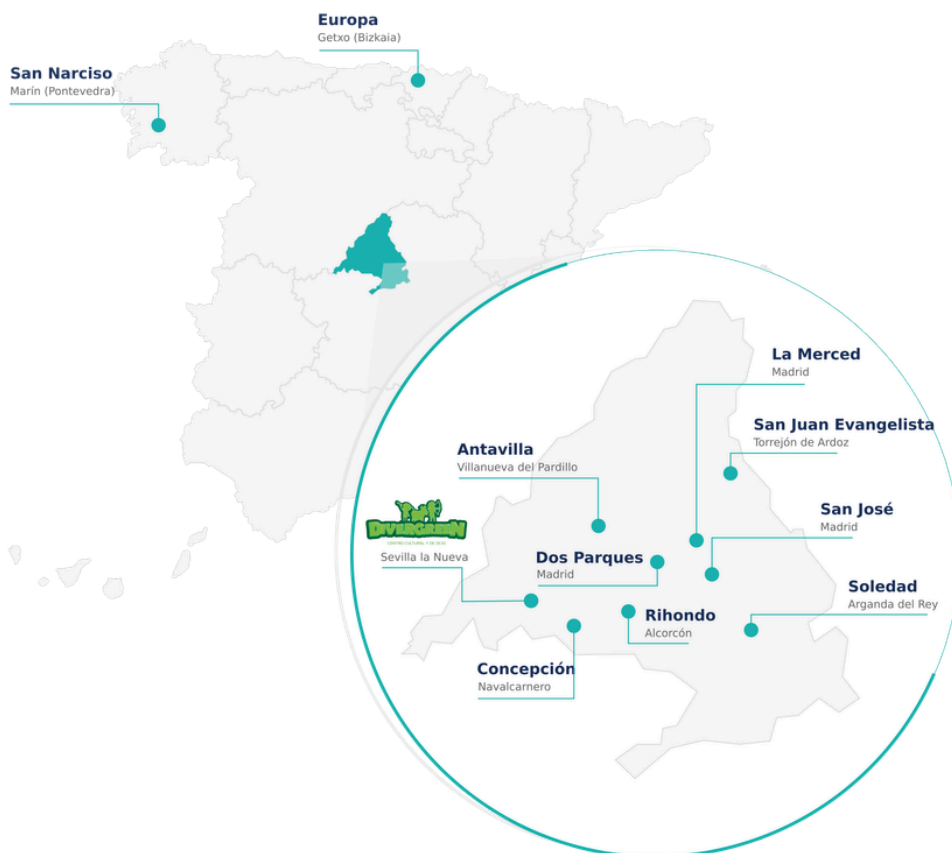 Europa
Getxo (Bizkaia)
San Narciso
Marín (Pontevedra)
La Merced
Madrid
San Juan Evangelista
Torrejón de Ardoz
Antavilla
Villanueva del Pardillo
DIVERGREEN
Sevilla la Nueva
San José
Madrid
Dos Parques
Madrid
Soledad
Arganda del Rey
Rihondo
Alcorcón
Concepción
Navalcarnero